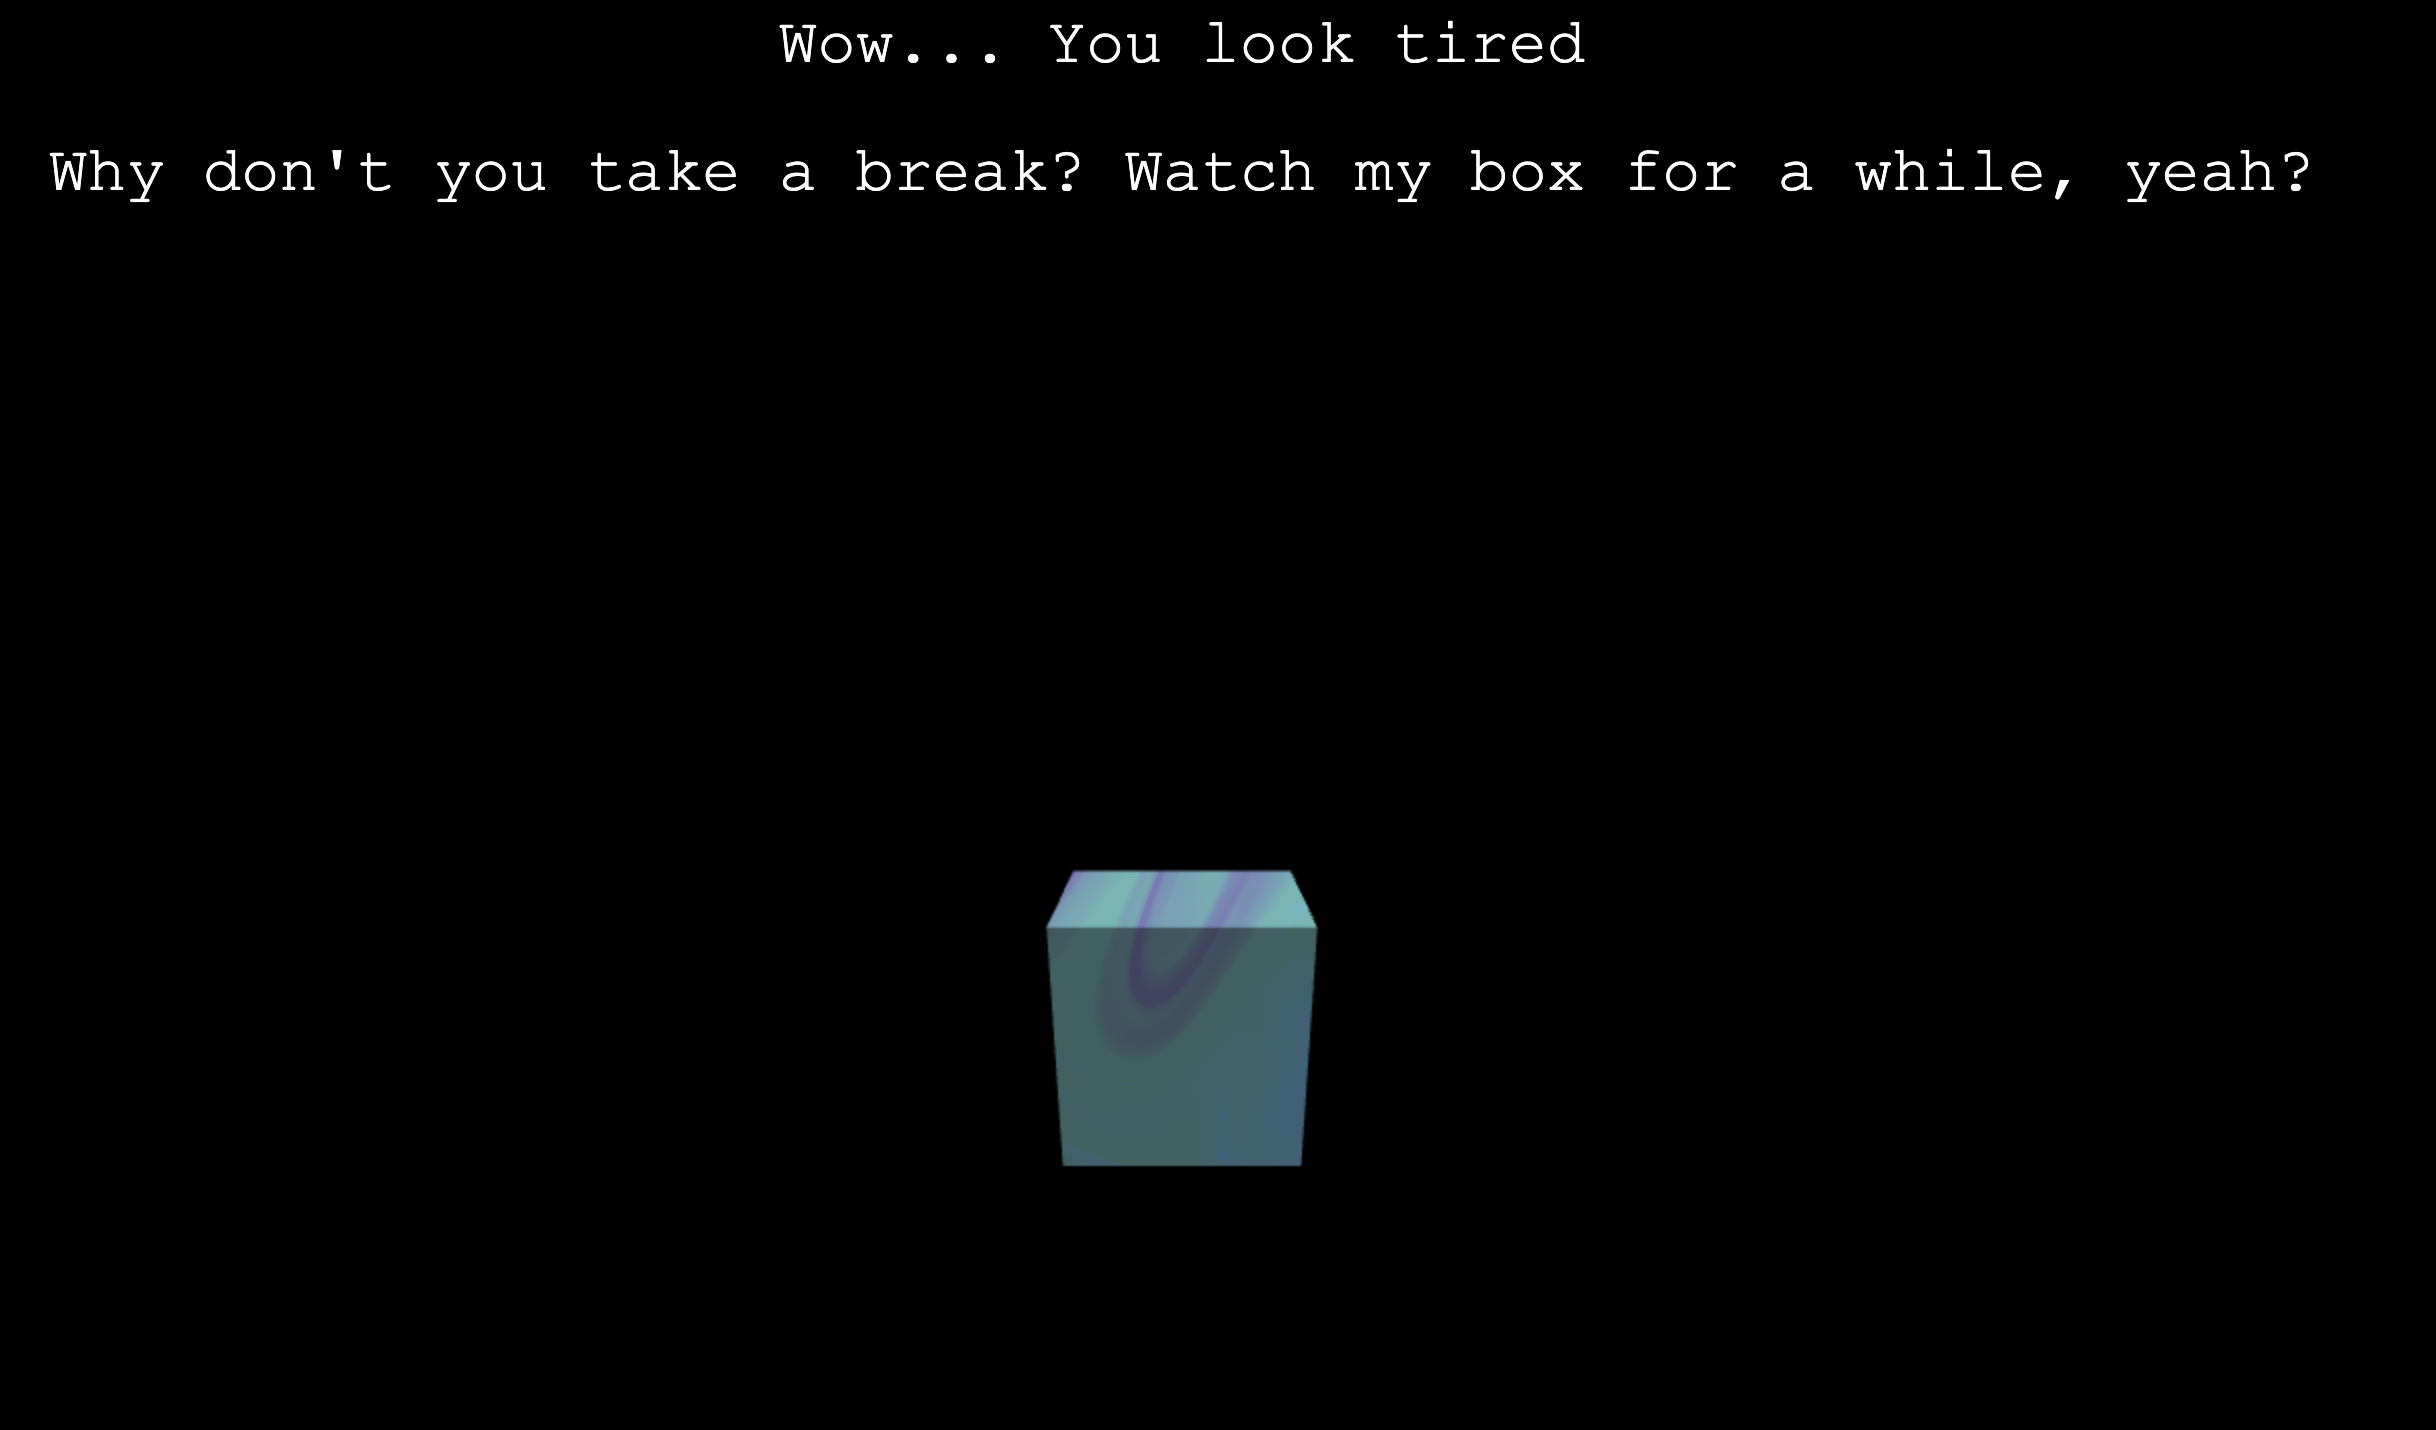 Wow... You look tired
Why don't you take a break? Watch my box for a while, yeah?